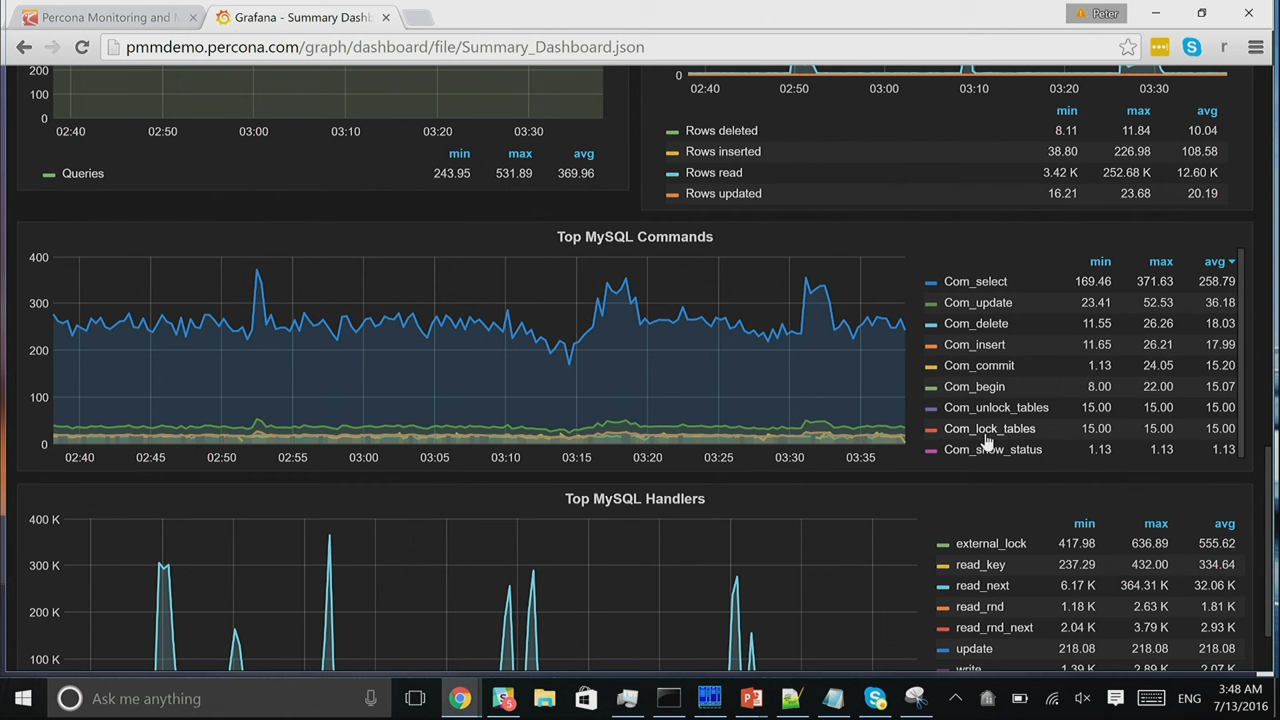 Percona Monitoring and
Grafana - Summary Dashb
Peter
pmmdemo.percona.com/graph/dashboard/file/Summary_Dashboard.json
r
200
100
0
02:40 02:50 03:00 03:10 03:20 03:30
min max avg
Queries 243.95 531.89 369.96
0
02:40 02:50 03:00 03:10 03:20 03:30
min max avg
Rows deleted 8.11 11.84 10.04
Rows inserted 38.80 226.98 108.58
Rows read 3.42 K 252.68 K 12.60 K
Rows updated 16.21 23.68 20.19
Top MySQL Commands
400
300
200
100
0
02:40 02:45 02:50 02:55 03:00 03:05 03:10 03:15 03:20 03:25 03:30 03:35
min max avg
Com_select 169.46 371.63 258.79
Com_update 23.41 52.53 36.18
Com_delete 11.55 26.26 18.03
Com_insert 11.65 26.21 17.99
Com_commit 1.13 24.05 15.20
Com_begin 8.00 22.00 15.07
Com_unlock_tables 15.00 15.00 15.00
Com_lock_tables 15.00 15.00 15.00
Com_show_status 1.13 1.13 1.13
Top MySQL Handlers
400 K
300 K
200 K
100 K
min max avg
external_lock 417.98 636.89 555.62
read_key 237.29 432.00 334.64
read_next 6.17 K 364.31 K 32.06 K
read_rnd 1.18 K 2.63 K 1.81 K
read_rnd_next 2.04 K 3.79 K 2.93 K
update 218.08 218.08 218.08
write 1.39 K 2.89 K 2.07 K
Ask me anything
5
ENG
3:48 AM
7/13/2016